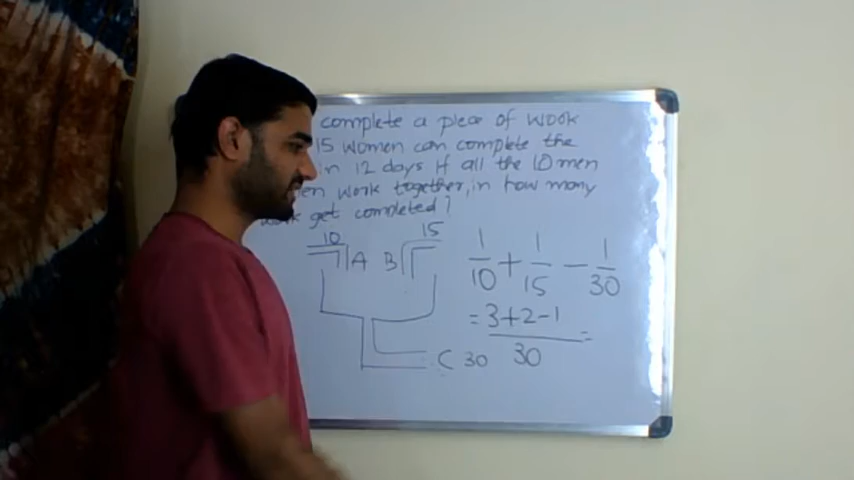 complete a piece of work
15 women can complete the
in 12 days if all the 10 men
work together, in how many
get completed?
10 15
A B
C 30
1/10 + 1/15 - 1/30
= 3+2-1/30 =